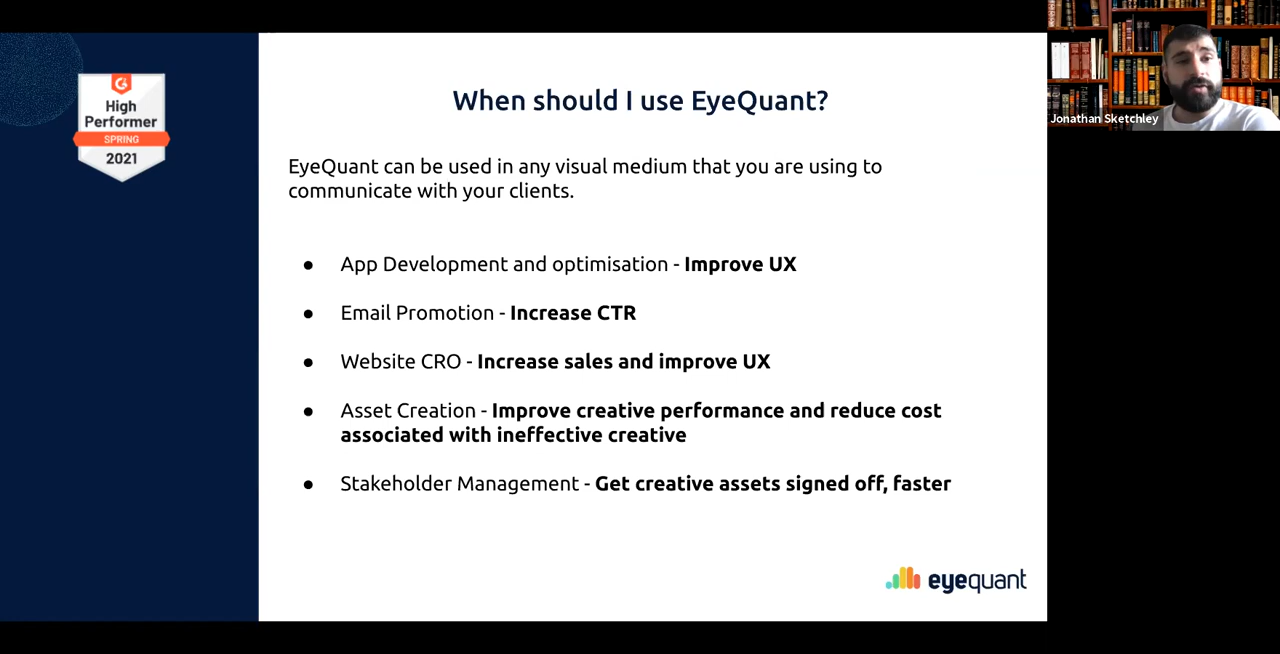 High
Performer
SPRING
2021
When should I use EyeQuant?
EyeQuant can be used in any visual medium that you are using to
communicate with your clients.
● App Development and optimisation - Improve UX
● Email Promotion - Increase CTR
● Website CRO - Increase sales and improve UX
● Asset Creation - Improve creative performance and reduce cost
associated with ineffective creative
● Stakeholder Management - Get creative assets signed off, faster
eyequant
Jonathan Sketchley